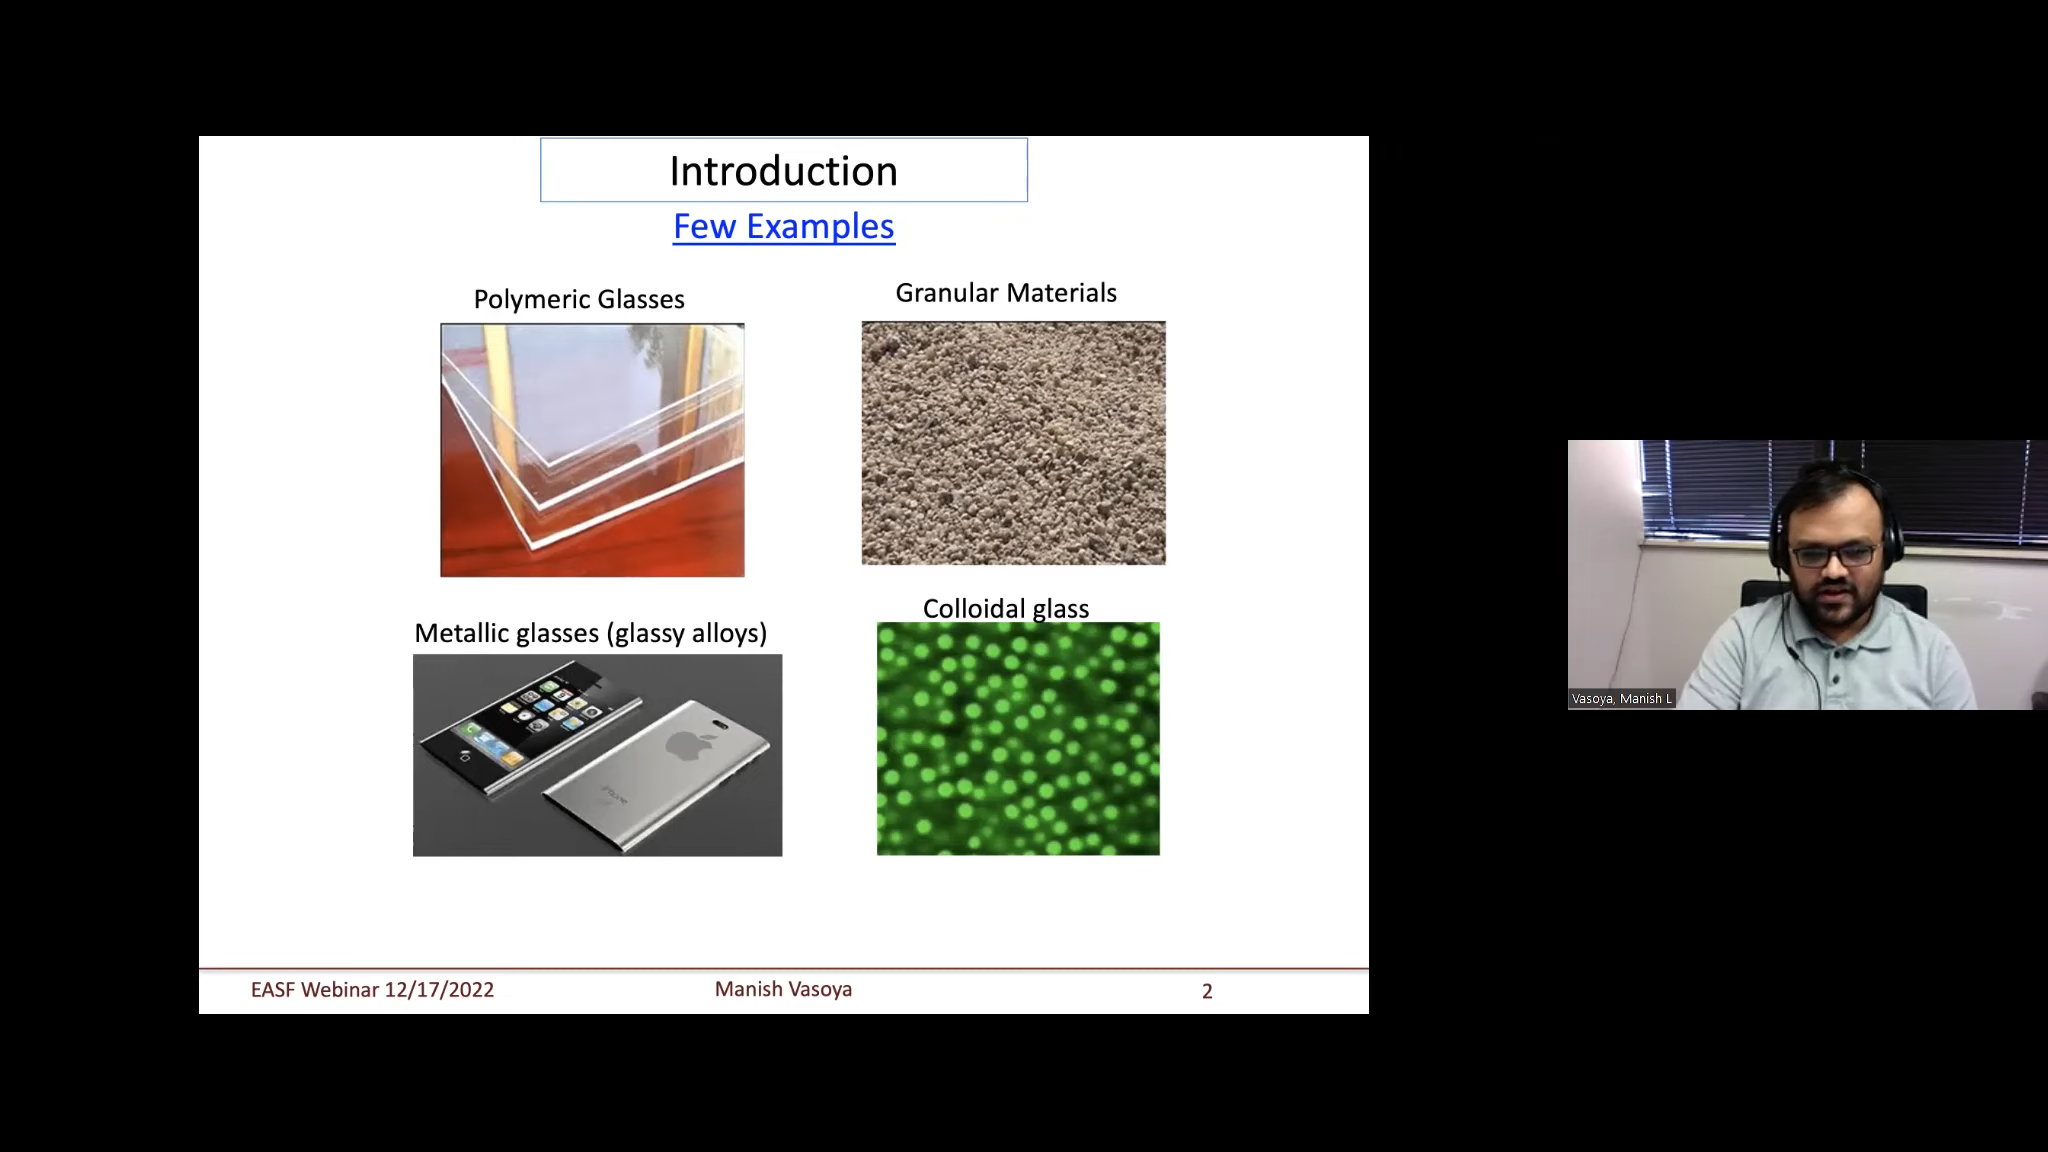 Introduction
Few Examples
Polymeric Glasses
Granular Materials
Metallic glasses (glassy alloys)
Colloidal glass
iPhone
EASF Webinar 12/17/2022
Manish Vasoya
2
Vasoya, Manish L